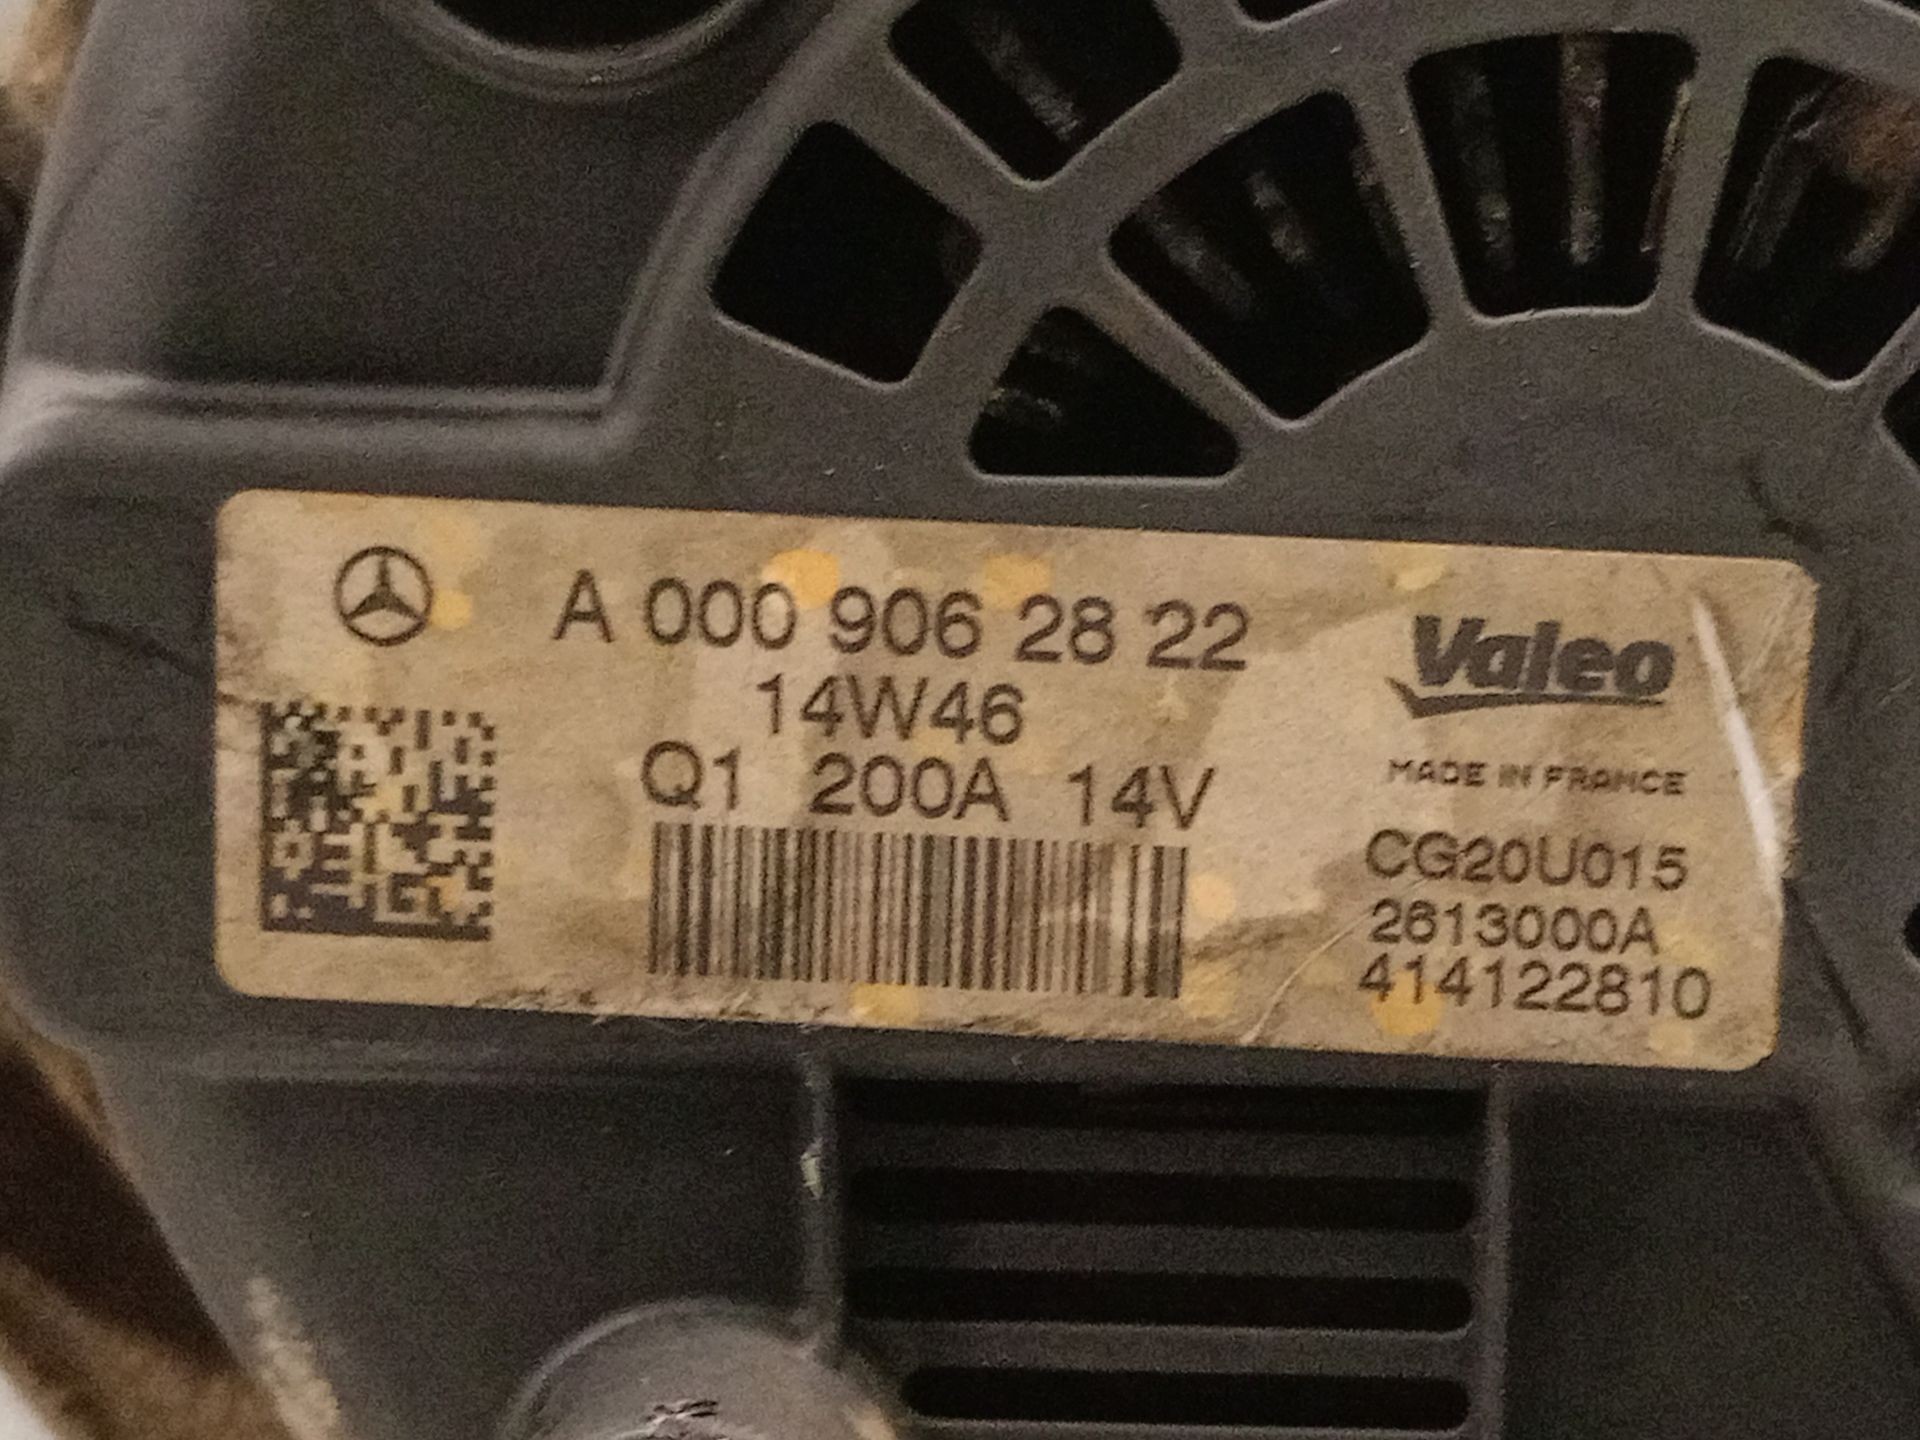 A 000 906 28 22
14W46
Q1 200A 14V
Valeo
MADE IN FRANCE
CG20U015
2613000A
414122810